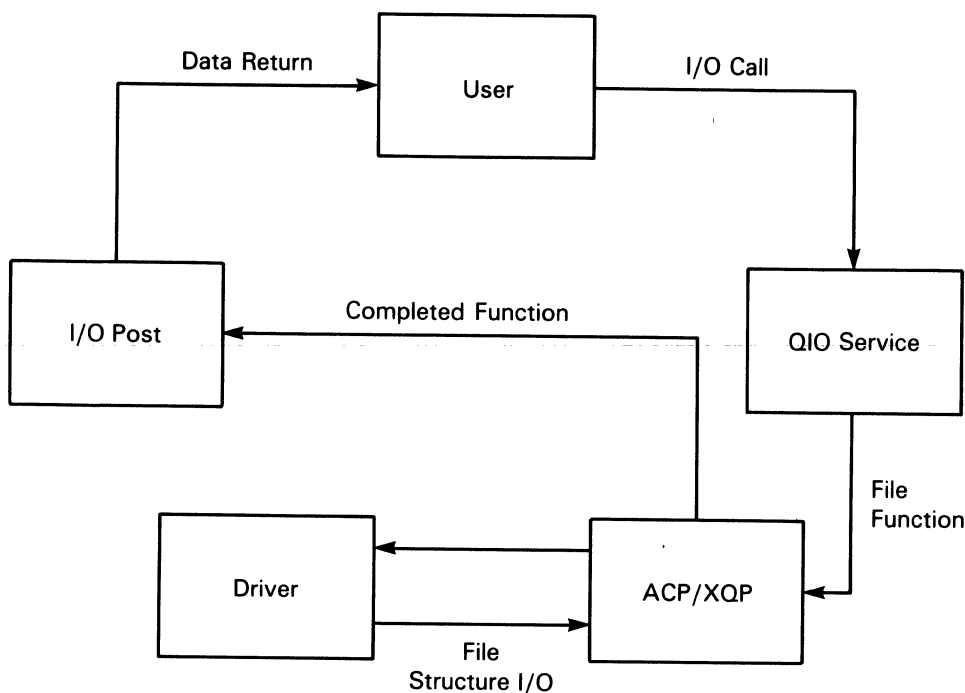 Data Return
User
I/O Call
I/O Post
Completed Function
QIO Service
File
Function
Driver
ACP/XQP
File
Structure I/O